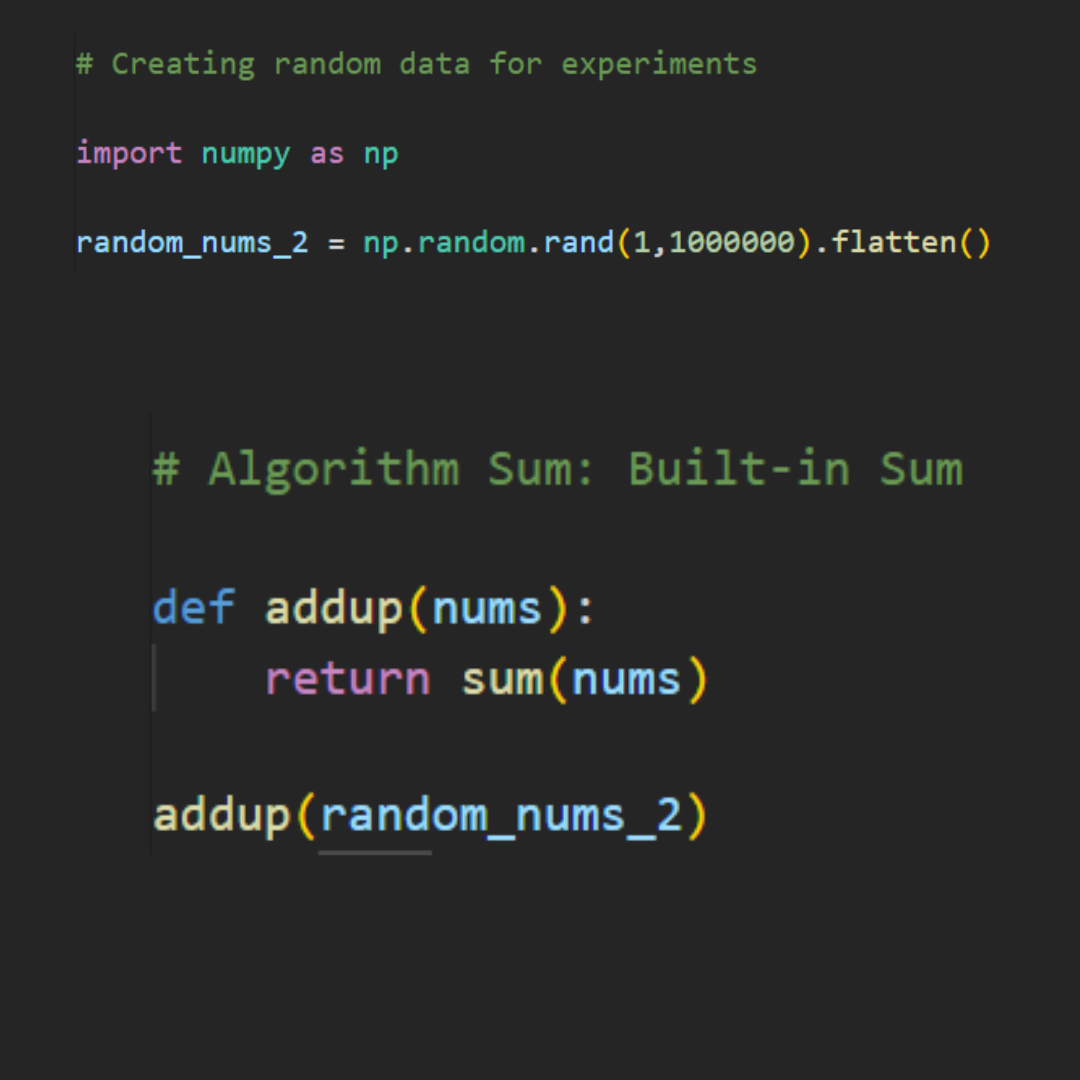 # Creating random data for experiments
import numpy as np
random_nums_2 = np.random.rand(1,1000000).flatten()
# Algorithm Sum: Built-in Sum
def addup(nums):
    return sum(nums)
addup(random_nums_2)